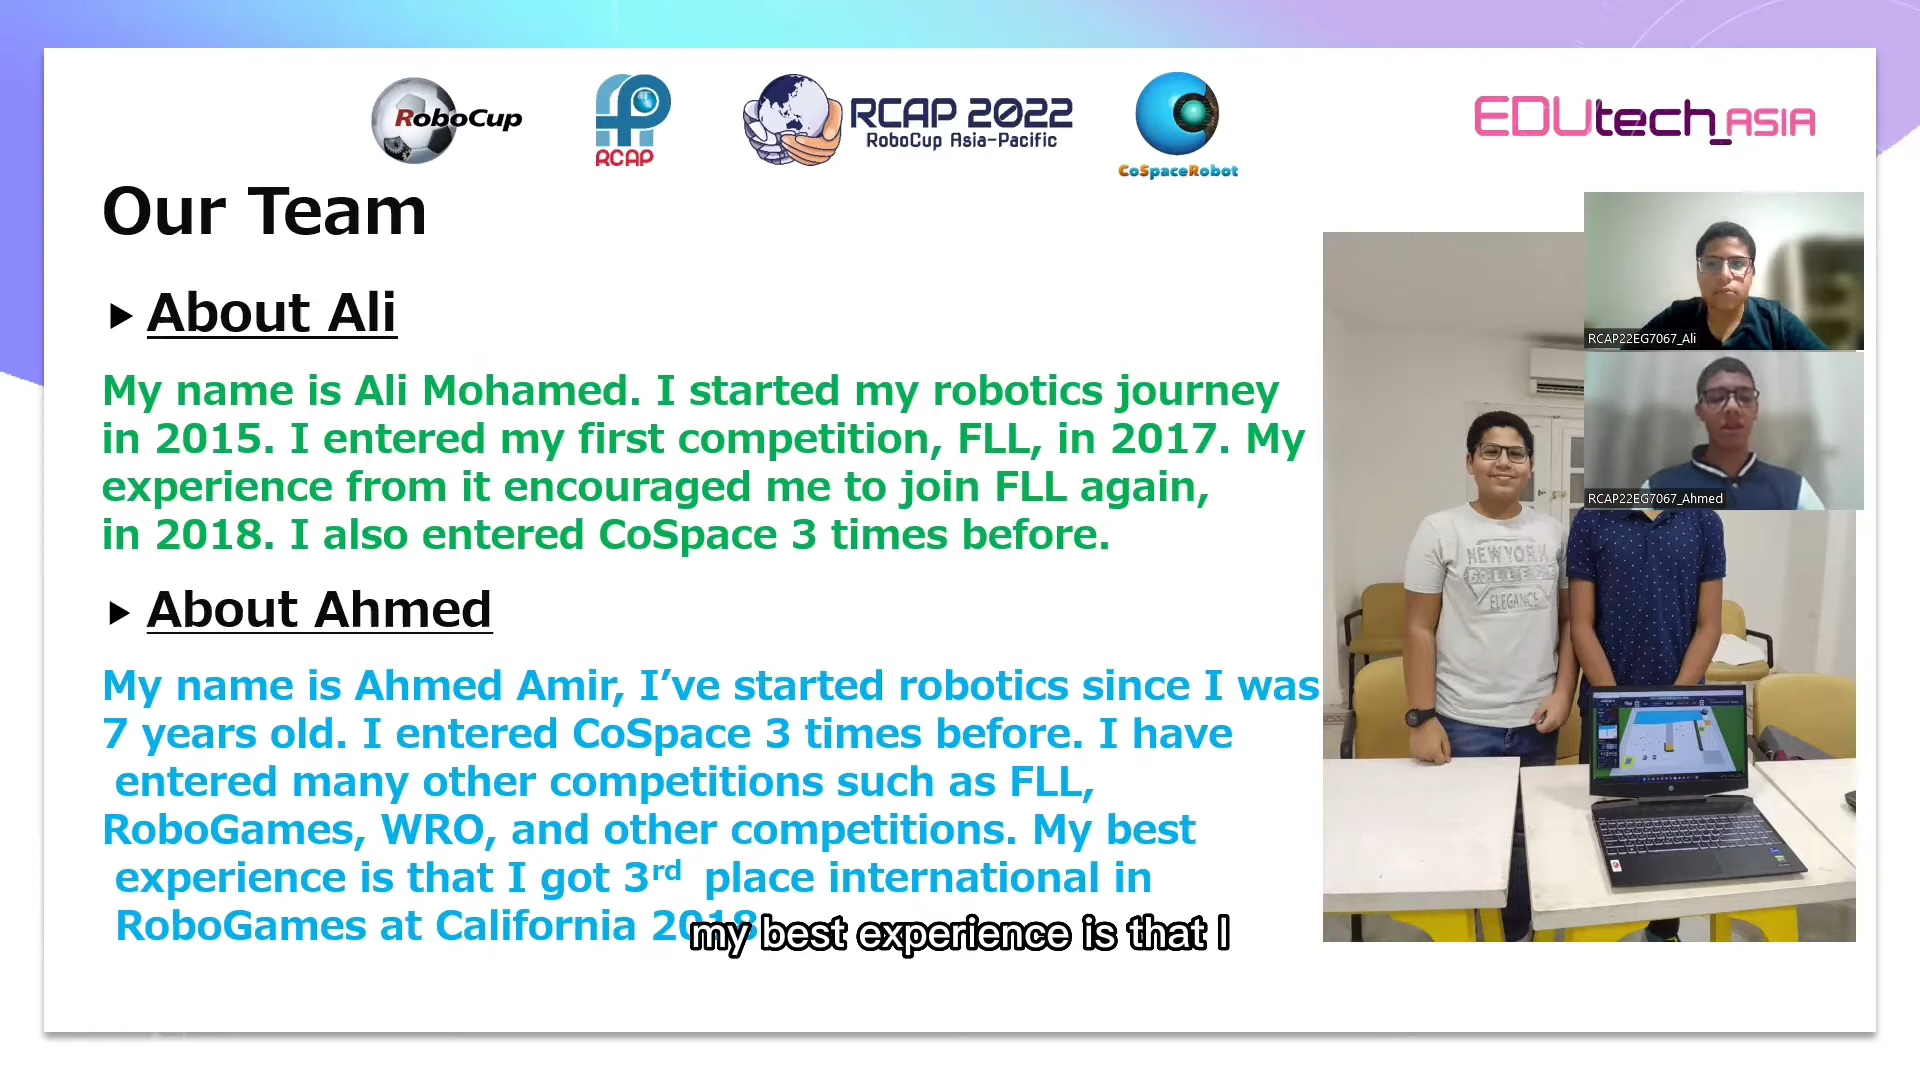 RoboCup
RCAP
RCAP 2022
RoboCup Asia-Pacific
CoSpaceRobot
EDUtech_ASIA
Our Team
About Ali
My name is Ali Mohamed. I started my robotics journey
in 2015. I entered my first competition, FLL, in 2017. My
experience from it encouraged me to join FLL again,
in 2018. I also entered CoSpace 3 times before.
About Ahmed
My name is Ahmed Amir, I’ve started robotics since I was
7 years old. I entered CoSpace 3 times before. I have
entered many other competitions such as FLL,
RoboGames, WRO, and other competitions. My best
experience is that I got 3rd place international in
RoboGames at California 2018
my best experience is that I
RCAP22EG7067_Ali
RCAP22EG7067_Ahmed
NEWYORK
COLLEGE
ELEGANCE